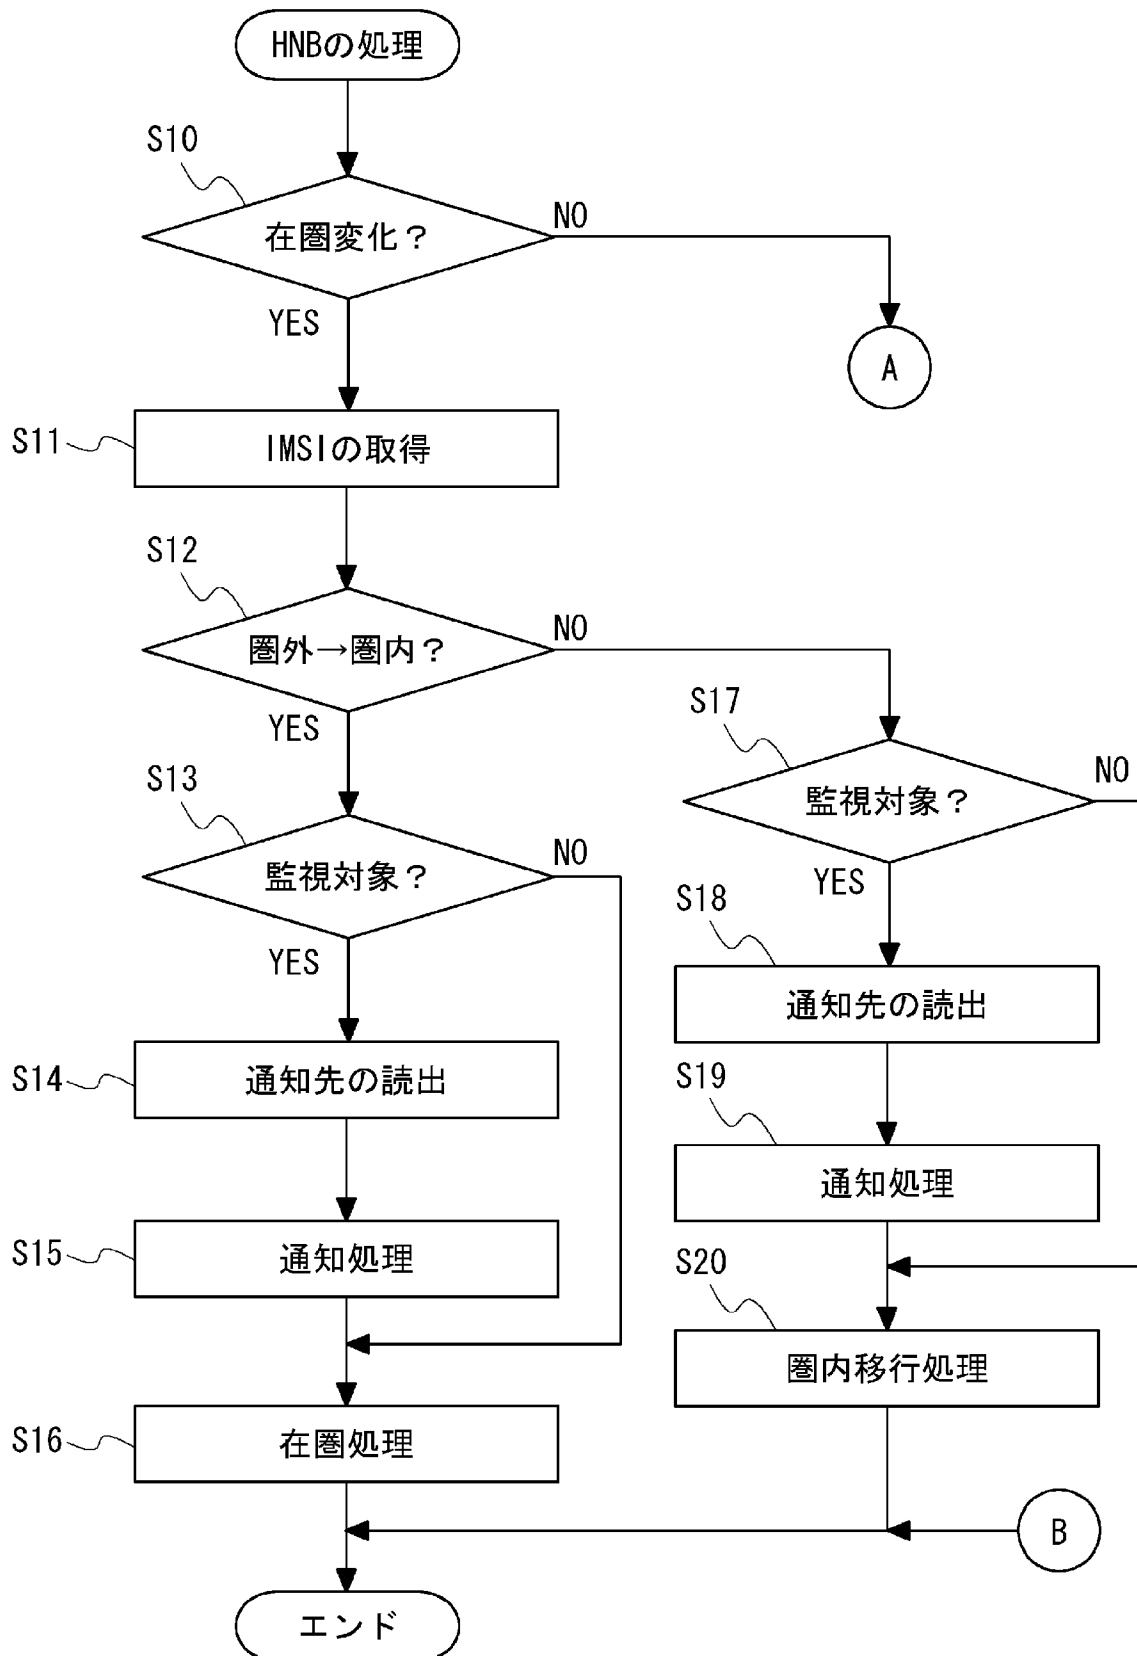 HNBの処理
S10
在圏変化？
NO
YES
A
S11
IMSIの取得
S12
圏外→圏内？
NO
YES
S17
監視対象？
NO
YES
S13
監視対象？
NO
YES
S18
通知先の読出
S14
通知先の読出
S19
通知処理
S15
通知処理
S20
圏内移行処理
S16
在圏処理
B
エンド